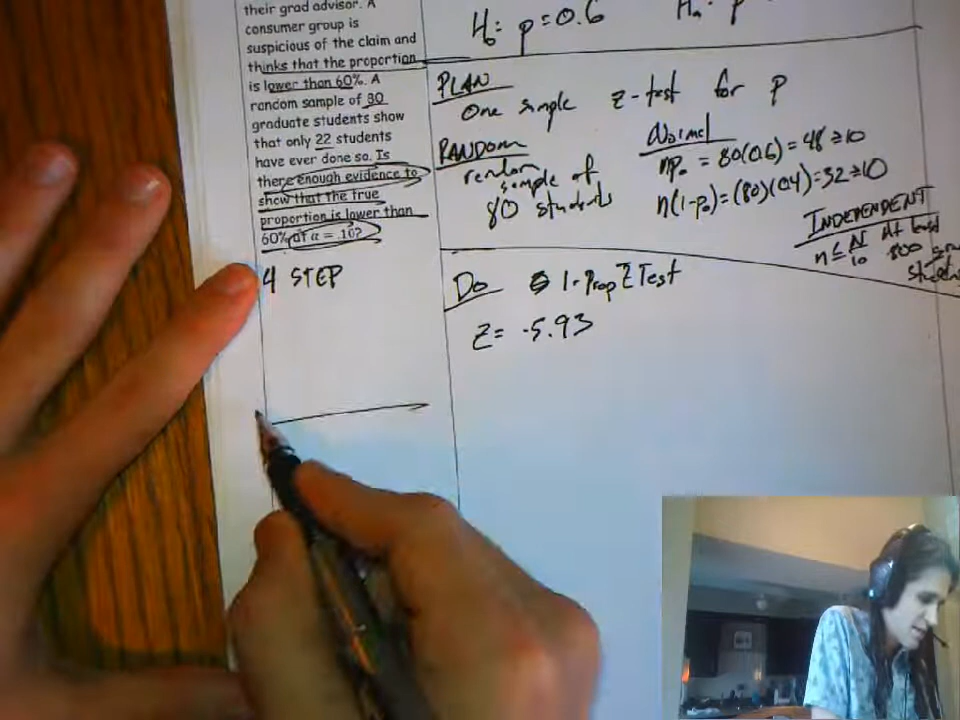 their grad advisor. A
consumer group is
suspicious of the claim and
thinks that the proportion
is lower than 60%. A
random sample of 80
graduate students show
that only 22 students
have ever done so. Is
there enough evidence to
show that the true
proportion is lower than
60% at α = .10?
4 STEP
H₀: p=0.6 Hₐ: p
PLAN
One sample z-test for p
RANDOM
random
sample of
80 students
Normal
np₀ = 80(0.6) = 48 ≥ 10
n(1-p₀) = (80)(0.4) = 32 ≥ 10
INDEPENDENT
n ≤ At least
10 800
Do 1-Prop Z Test
Z = -5.93